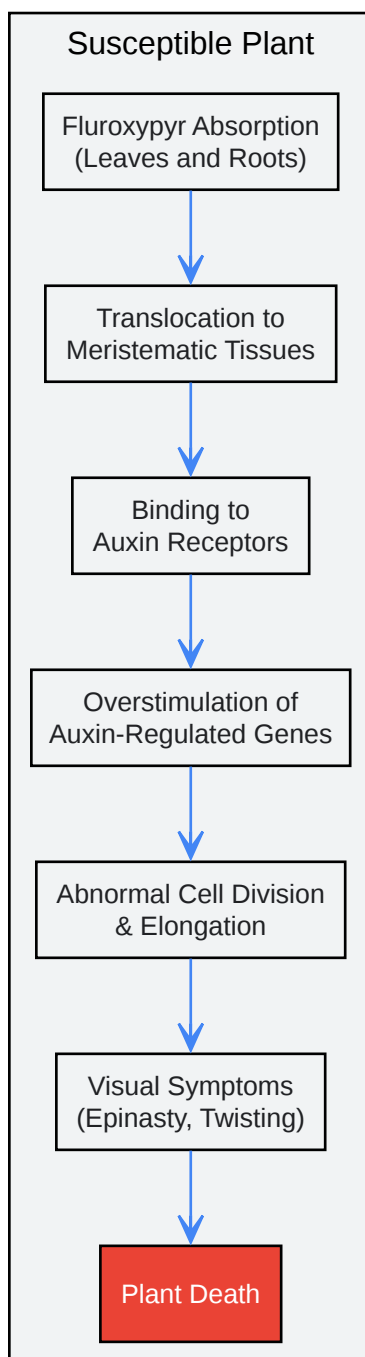 Susceptible Plant
Fluroxypyr Absorption
(Leaves and Roots)
Translocation to
Meristematic Tissues
Binding to
Auxin Receptors
Overstimulation of
Auxin-Regulated Genes
Abnormal Cell Division
& Elongation
Visual Symptoms
(Epinasty, Twisting)
Plant Death